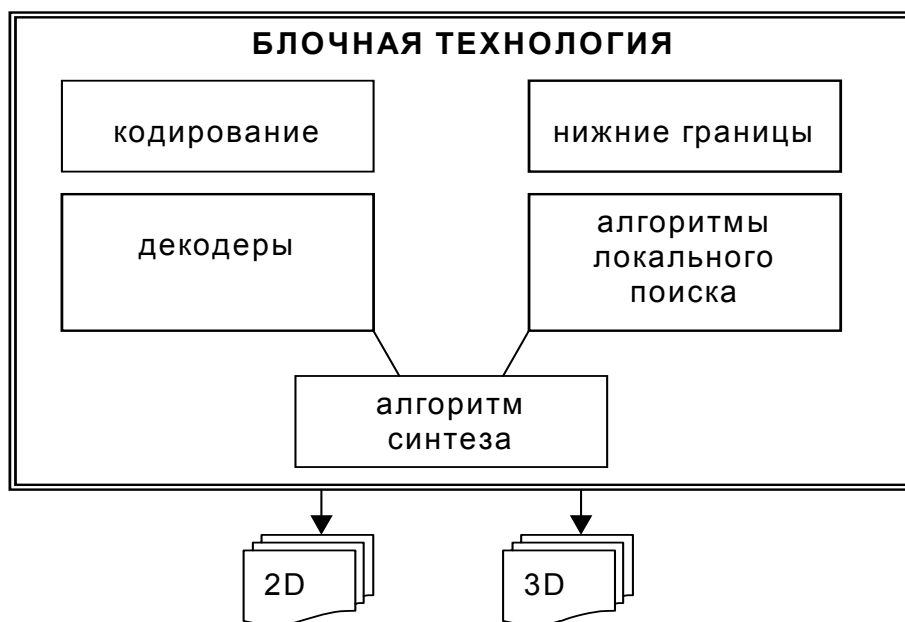 БЛОЧНАЯ ТЕХНОЛОГИЯ
кодирование
нижние границы
декодеры
алгоритмы
локального
поиска
алгоритм
синтеза
2D
3D